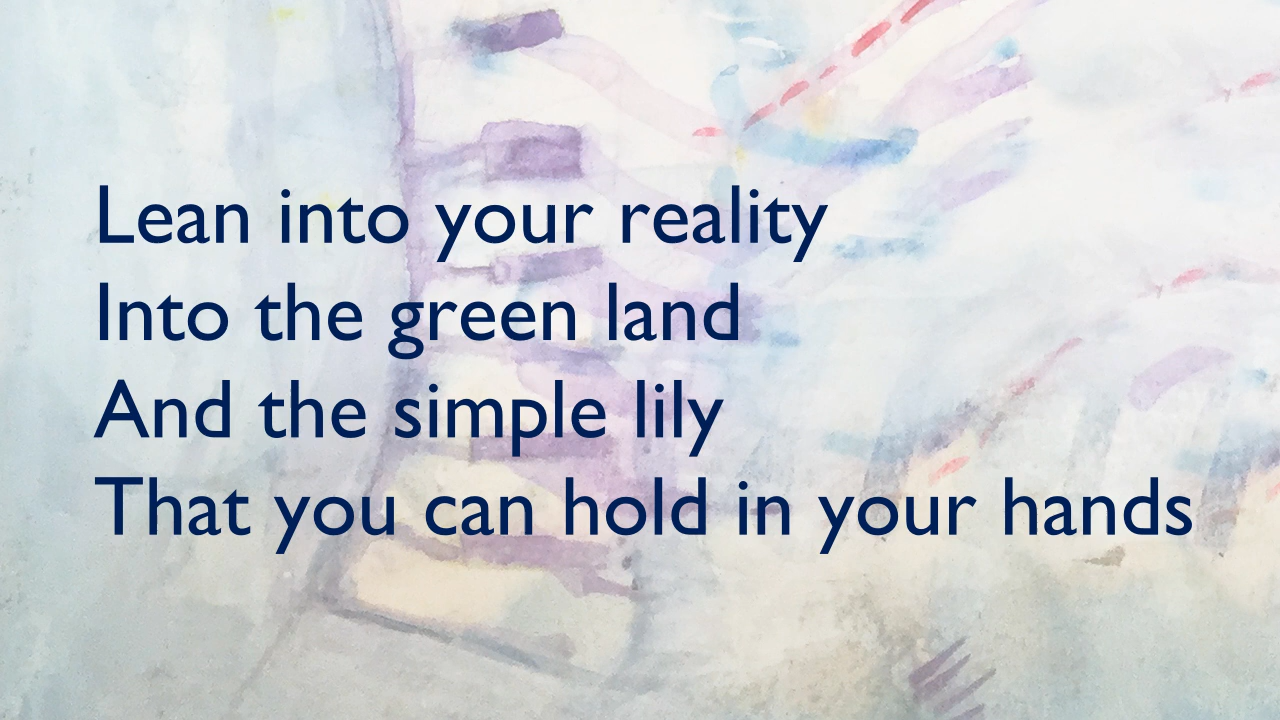 Lean into your reality
Into the green land
And the simple lily
That you can hold in your hands